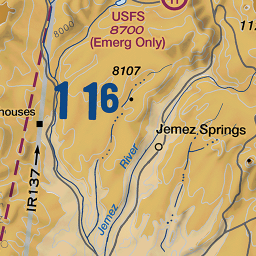 USFS
8700
(Emerg Only)
8000
8107
1 16
houses
Jemez Springs
River
Jemez
IR137